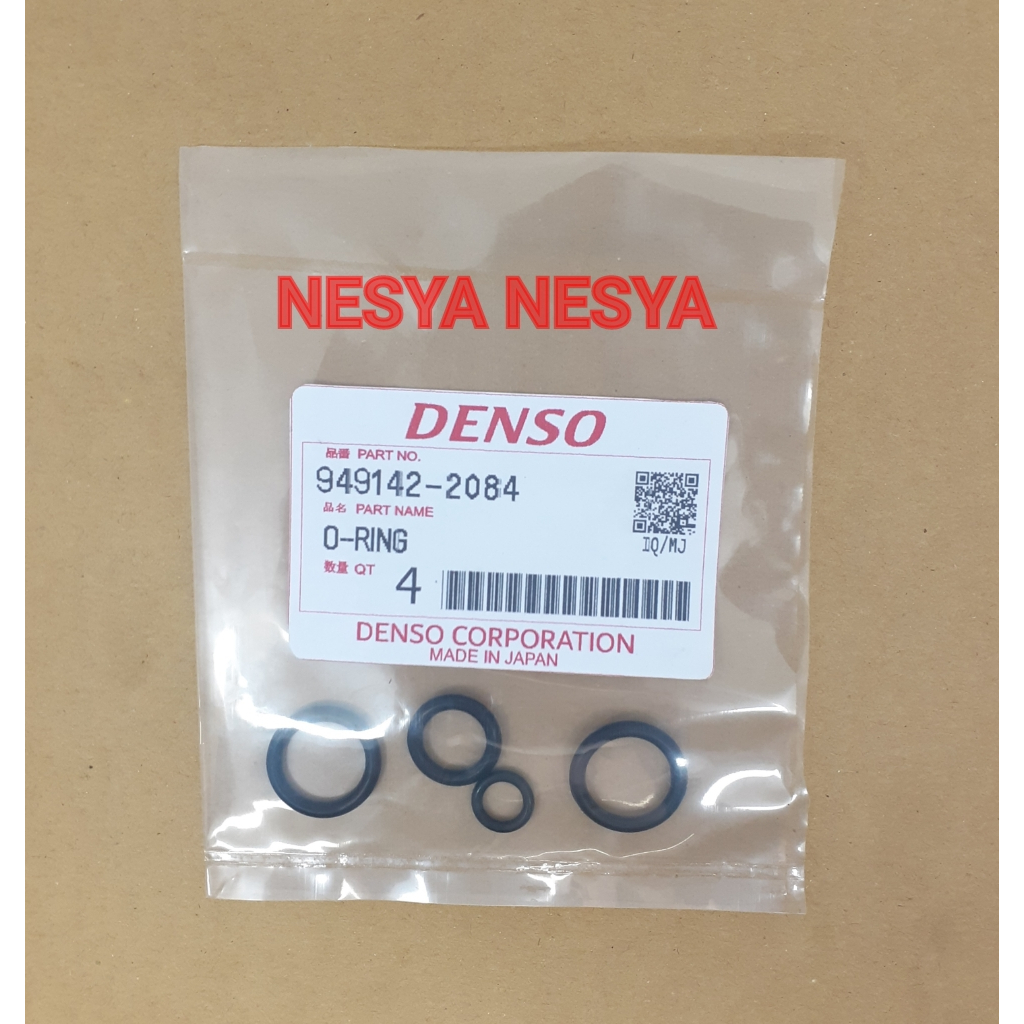 NESYA NESYA
DENSO
品番 PART NO.
949142-2084
品名 PART NAME
O-RING
DQ/MJ
数量 QT 4
DENSO CORPORATION
MADE IN JAPAN